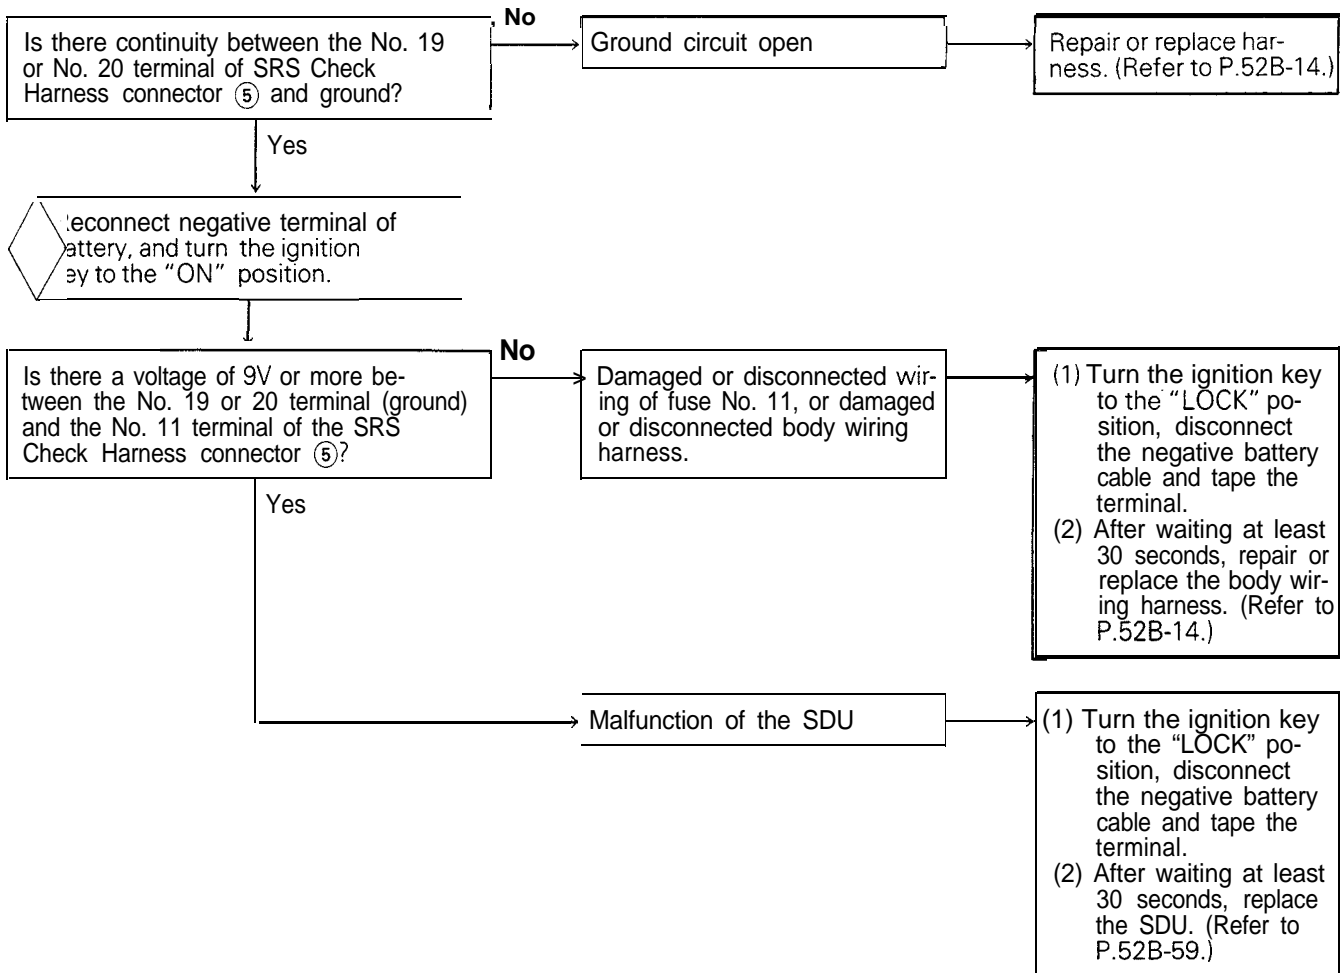 , No
Is there continuity between the No. 19
or No. 20 terminal of SRS Check
Harness connector ⑤ and ground?
Ground circuit open
Repair or replace har-
ness. (Refer to P.52B-14.)
Yes
econnect negative terminal of
attery, and turn the ignition
ey to the “ON” position.
Is there a voltage of 9V or more be-
tween the No. 19 or 20 terminal (ground)
and the No. 11 terminal of the SRS
Check Harness connector ⑤?
No
Damaged or disconnected wir-
ing of fuse No. 11, or damaged
or disconnected body wiring
harness.
(1) Turn the ignition key
to the “LOCK” po-
sition, disconnect
the negative battery
cable and tape the
terminal.
(2) After waiting at least
30 seconds, repair or
replace the body wir-
ing harness. (Refer to
P.52B-14.)
Yes
Malfunction of the SDU
(1) Turn the ignition key
to the “LOCK” po-
sition, disconnect
the negative battery
cable and tape the
terminal.
(2) After waiting at least
30 seconds, replace
the SDU. (Refer to
P.52B-59.)